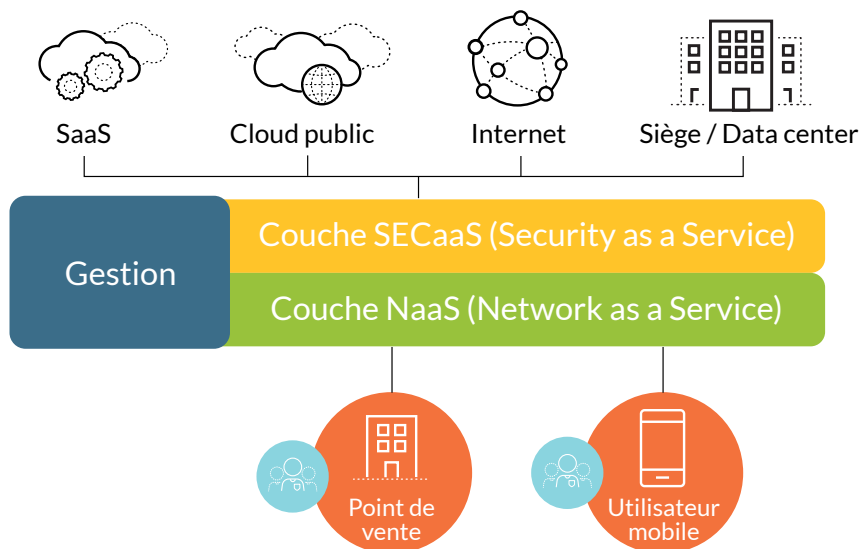 SaaS
Cloud public
Internet
Siège / Data center
Gestion
Couche SECaaS (Security as a Service)
Couche NaaS (Network as a Service)
Point de
vente
Utilisateur
mobile